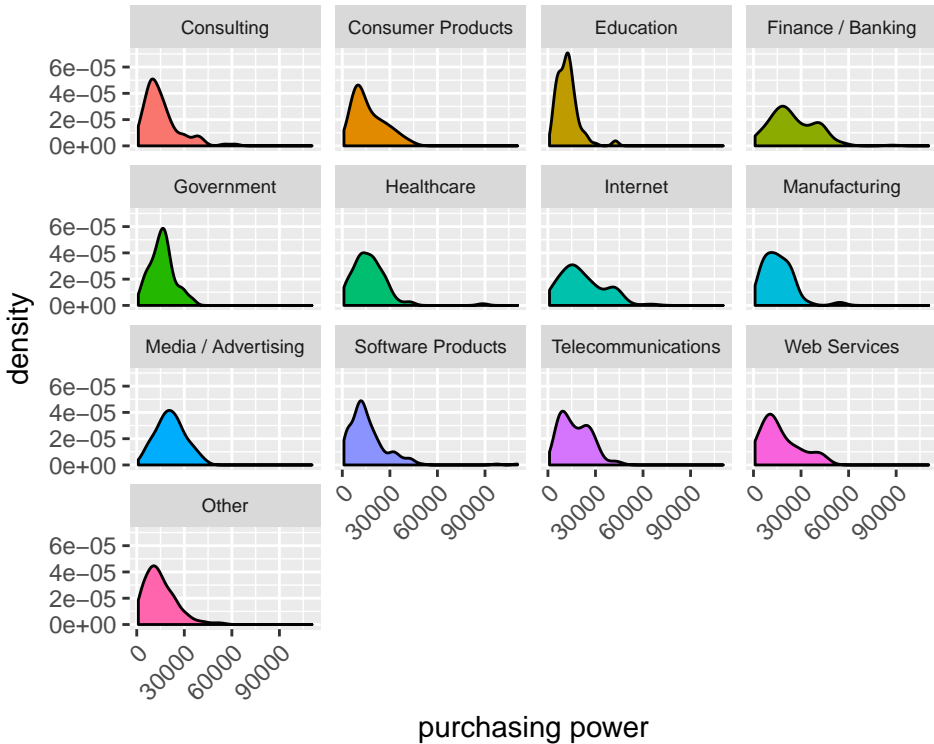 Consulting
Consumer Products
Education
Finance / Banking
6e−05
4e−05
2e−05
0e+00
Government
Healthcare
Internet
Manufacturing
6e−05
4e−05
2e−05
0e+00
density
Media / Advertising
Software Products
Telecommunications
Web Services
6e−05
4e−05
2e−05
0e+00
0 30000 60000 90000
0 30000 60000 90000
0 30000 60000 90000
Other
6e−05
4e−05
2e−05
0e+00
0 30000 60000 90000
purchasing power